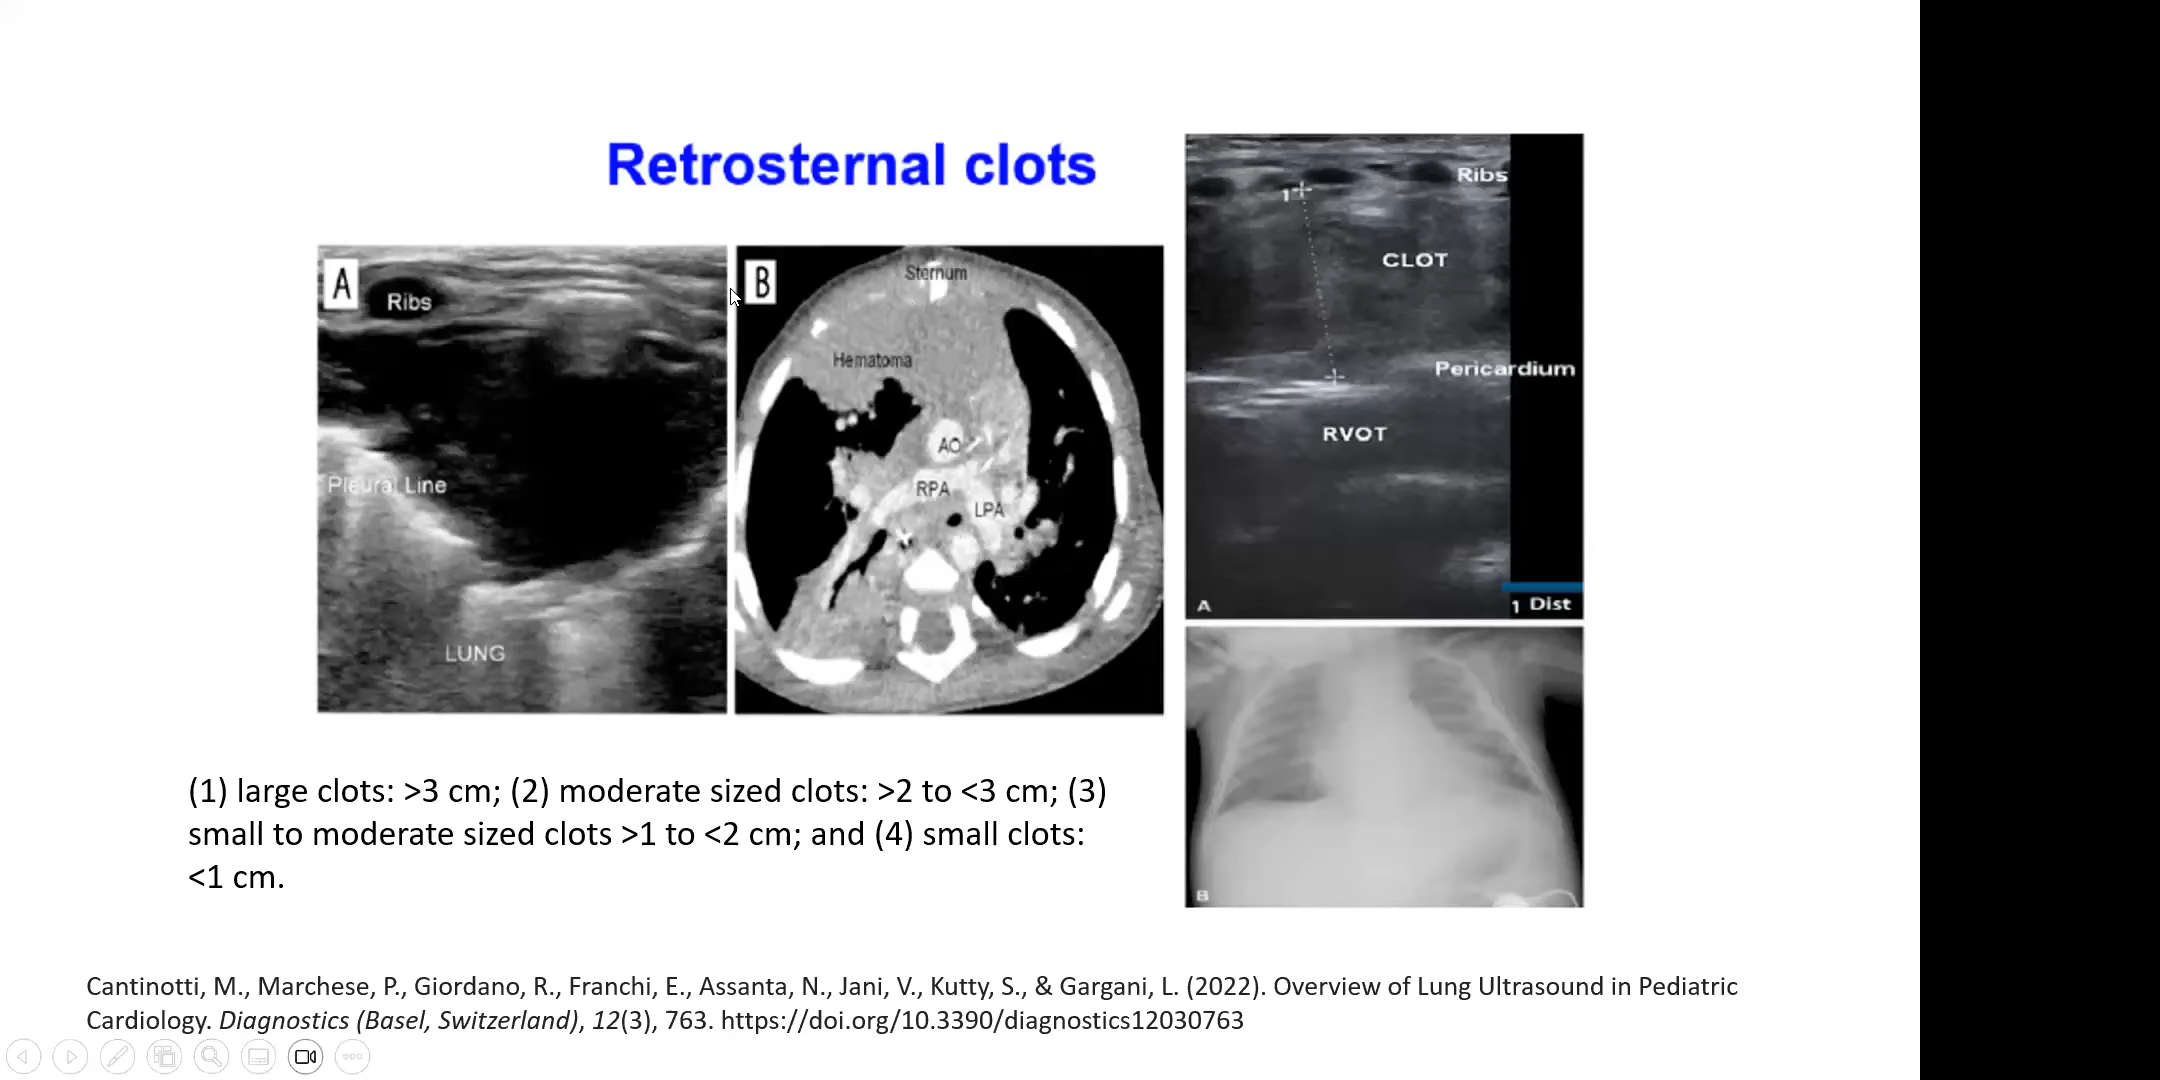 Retrosternal clots
A
Ribs
Pleural Line
LUNG
B
Sternum
Hematoma
AO
RPA
LPA
Ribs
1
CLOT
Pericardium
RVOT
A
1 Dist
B
(1) large clots: >3 cm; (2) moderate sized clots: >2 to <3 cm; (3)
small to moderate sized clots >1 to <2 cm; and (4) small clots:
<1 cm.
Cantinotti, M., Marchese, P., Giordano, R., Franchi, E., Assanta, N., Jani, V., Kutty, S., & Gargani, L. (2022). Overview of Lung Ultrasound in Pediatric
Cardiology. Diagnostics (Basel, Switzerland), 12(3), 763. https://doi.org/10.3390/diagnostics12030763